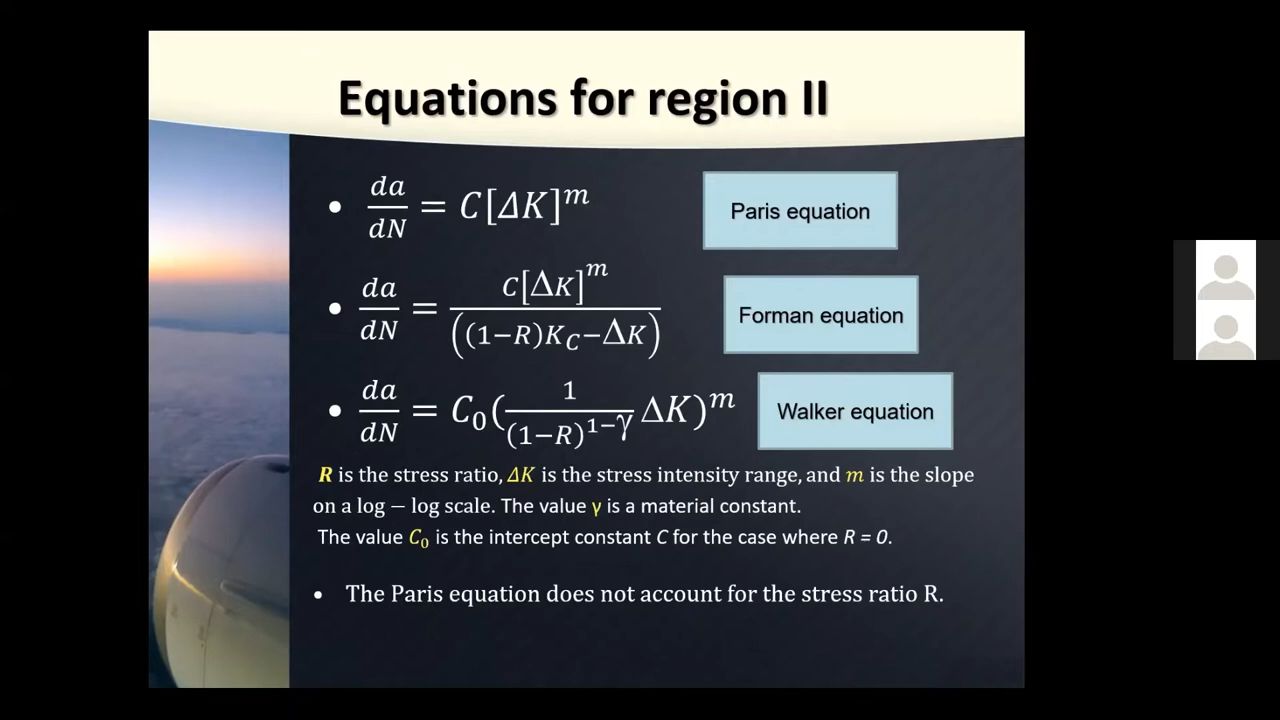 Equations for region II
• da/dN = C[ΔK]^m
Paris equation
• da/dN = C[ΔK]^m / ((1−R)K_C−ΔK)
Forman equation
• da/dN = C₀(1/(1−R)^(1−γ) ΔK)^m
Walker equation
R is the stress ratio, ΔK is the stress intensity range, and m is the slope
on a log − log scale. The value γ is a material constant.
The value C₀ is the intercept constant C for the case where R = 0.
• The Paris equation does not account for the stress ratio R.